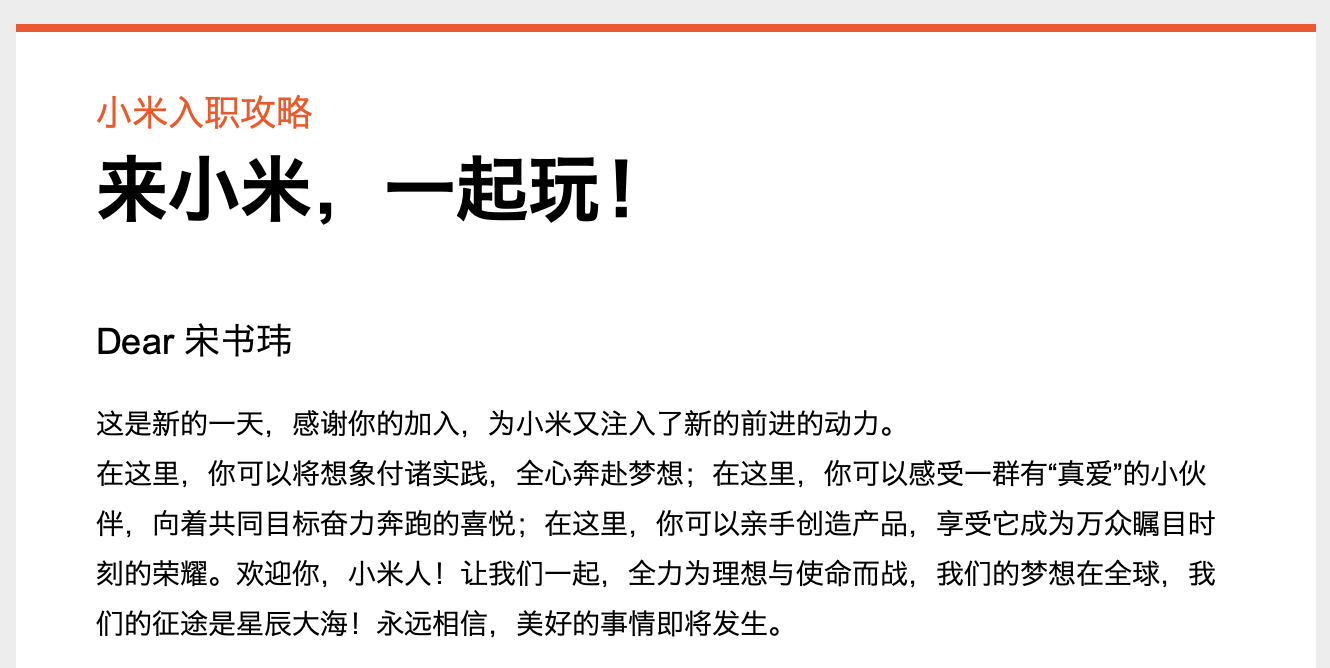 小米入职攻略
来小米，一起玩！
Dear 宋书玮
这是新的一天，感谢你的加入，为小米又注入了新的前进的动力。
在这里，你可以将想象付诸实践，全心奔赴梦想；在这里，你可以感受一群有“真爱”的小伙
伴，向着共同目标奋力奔跑的喜悦；在这里，你可以亲手创造产品，享受它成为万众瞩目时
刻的荣耀。欢迎你，小米人！让我们一起，全力为理想与使命而战，我们的梦想在全球，我
们的征途是星辰大海！永远相信，美好的事情即将发生。